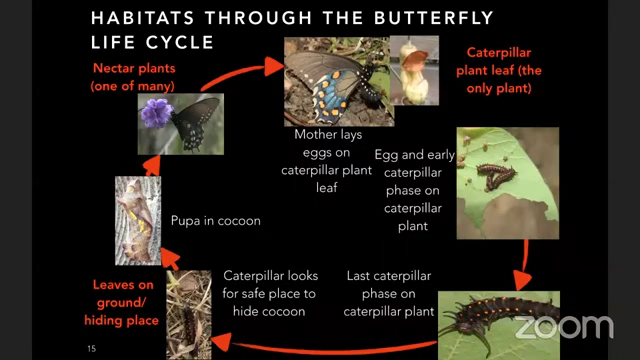 HABITATS THROUGH THE BUTTERFLY
LIFE CYCLE
Nectar plants
(one of many)
Caterpillar
plant leaf (the
only plant)
Mother lays
eggs on
caterpillar plant
leaf
Egg and early
caterpillar
phase on
caterpillar
plant
Pupa in cocoon
Leaves on
ground/
hiding place
Caterpillar looks
for safe place to
hide cocoon
Last caterpillar
phase on
caterpillar plant
15
zoom